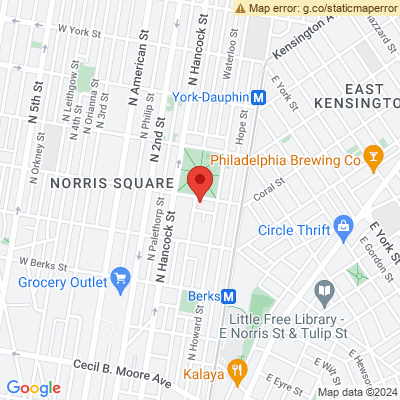 Map error: g.co/staticmaperror
W York St
Kensington A
Hazzard St
N American St
N Hancock St
Waterloo St
E York St
EAST
KENSINGTON
N 5th St
N Leithgow St
N Orianna St
N 4th St
N 3rd St
N Philip St
N 2nd St
York-Dauphin
M
Hope St
N Orkney St
Philadelphia Brewing Co
Coral St
NORRIS SQUARE
N Palethorp St
N Hancock St
Circle Thrift
E York St
E Gordon St
W Berks St
Grocery Outlet
Berks
M
Little Free Library -
E Norris St & Tulip St
N Howard St
Cecil B. Moore Ave
Kalaya
E Eyre St
E Wilt St
E Hewso
Google
Map data ©2024